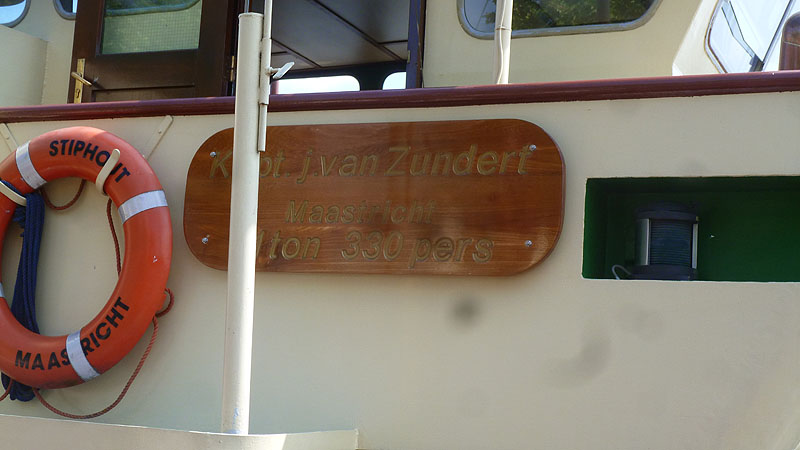 STIPHOUT
MAASTRICHT
j.van Zundert
Maastricht
ton 330 pers